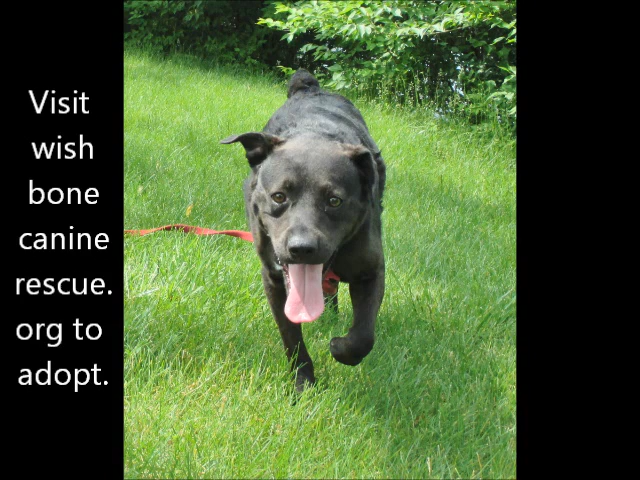 Visit
wish
bone
canine
rescue.
org to
adopt.